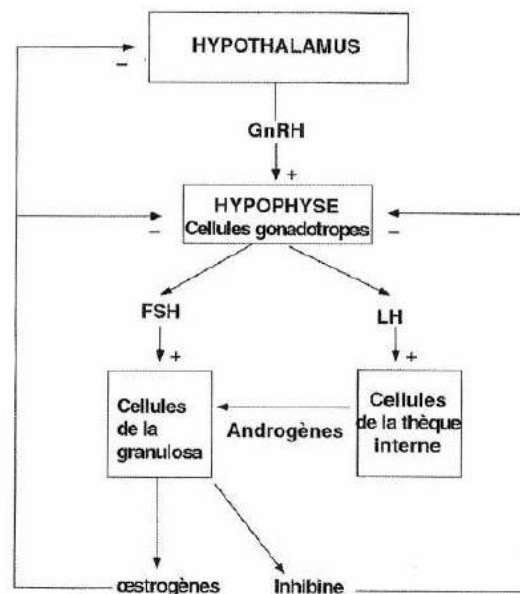 HYPOTHALAMUS
–
GnRH
+
HYPOPHYSE
Cellules gonadotropes
– –
FSH LH
+ +
Cellules
de la
granulosa
Androgènes
Cellules
de la thèque
interne
œstrogènes Inhibine